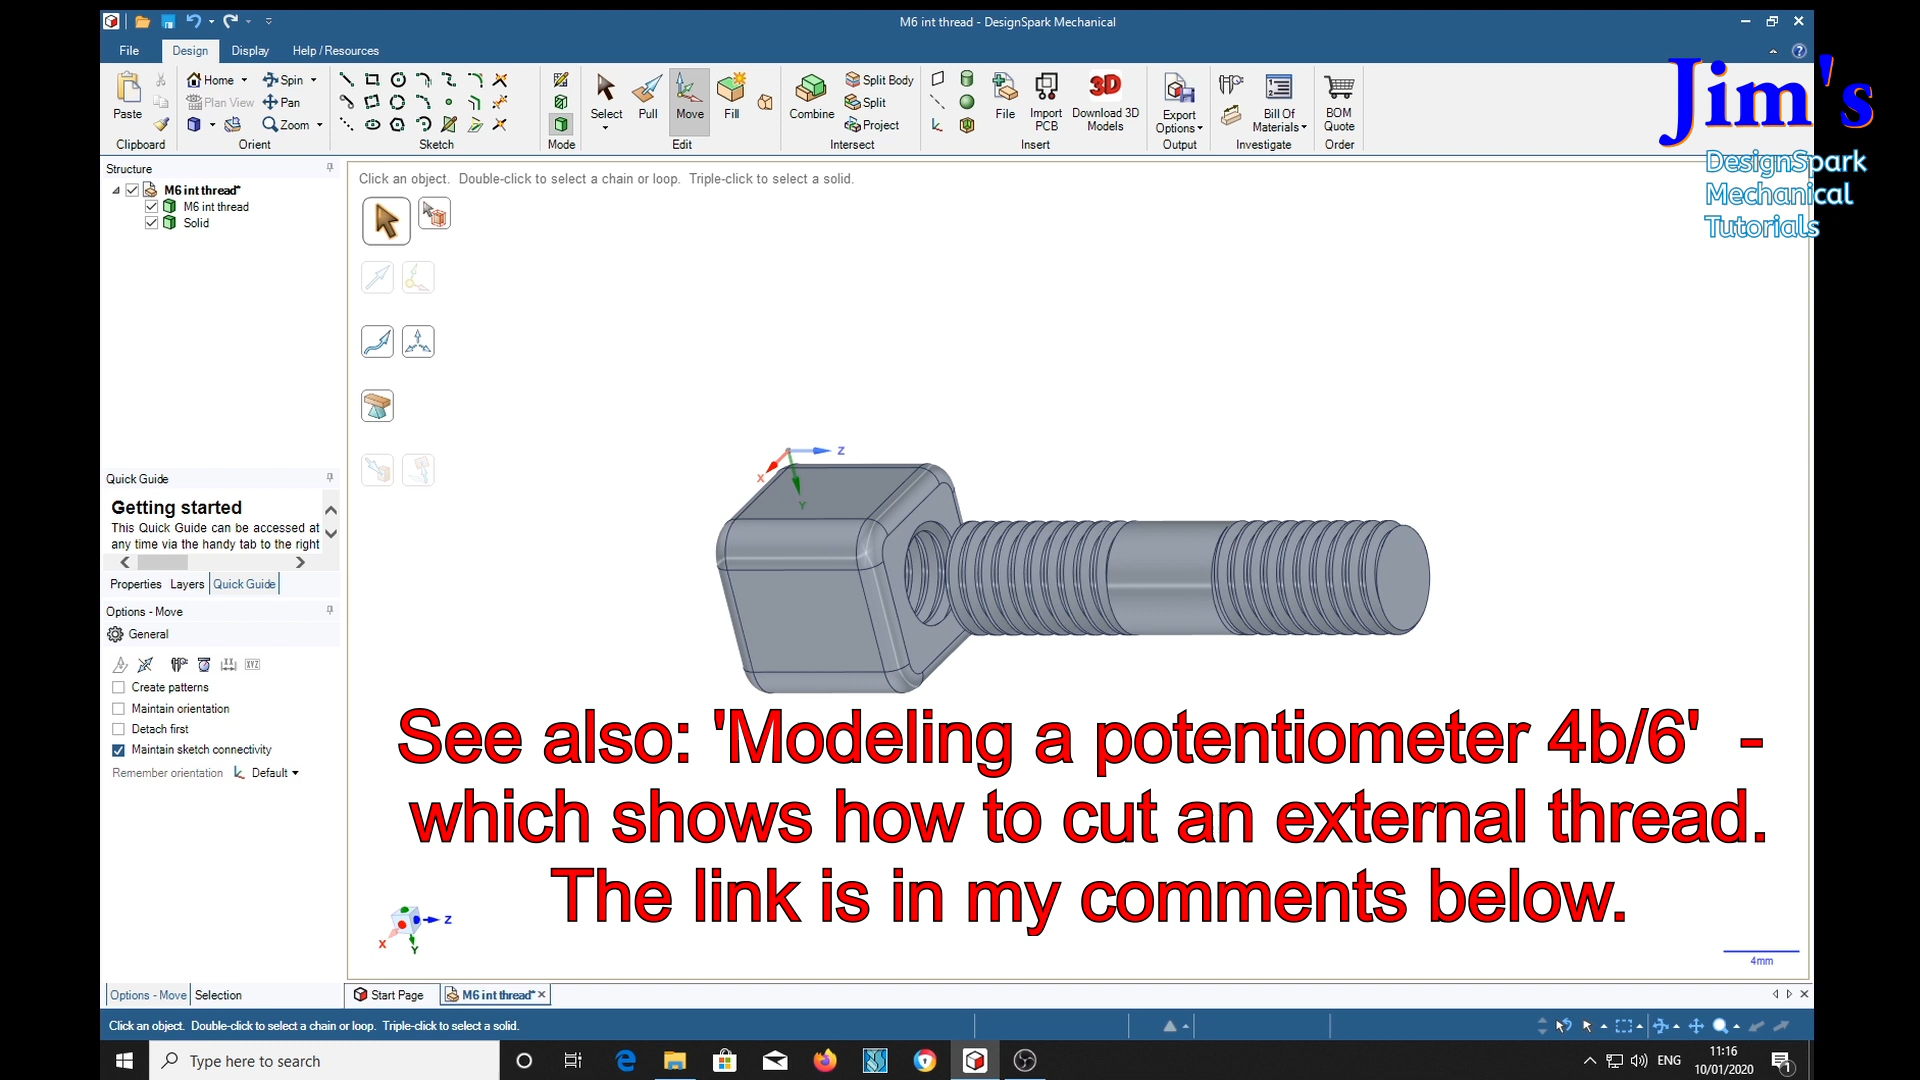 M6 int thread - DesignSpark Mechanical
File Design Display Help / Resources
Jim's
DesignSpark
Mechanical
Tutorials
Paste
Home
Plan View
Spin
Pan
Zoom
Select
Pull
Move
Fill
Combine
Split Body
Split
Project
File
Import
PCB
3D
Download 3D
Models
Export
Options
Bill Of
Materials
BOM
Quote
Clipboard Orient Sketch Mode Edit Intersect Insert Output Investigate Order
Structure
M6 int thread*
M6 int thread
Solid
Click an object. Double-click to select a chain or loop. Triple-click to select a solid.
Z
X
Y
Quick Guide
Getting started
This Quick Guide can be accessed at
any time via the handy tab to the right
Properties Layers Quick Guide
Options - Move
General
XYZ
Create patterns
Maintain orientation
Detach first
Maintain sketch connectivity
Remember orientation Default
See also: 'Modeling a potentiometer 4b/6' -
which shows how to cut an external thread.
The link is in my comments below.
Z
X
Y
4mm
Options - Move Selection
Start Page
M6 int thread*
Click an object. Double-click to select a chain or loop. Triple-click to select a solid.
Type here to search
ENG
11:16
10/01/2020
1